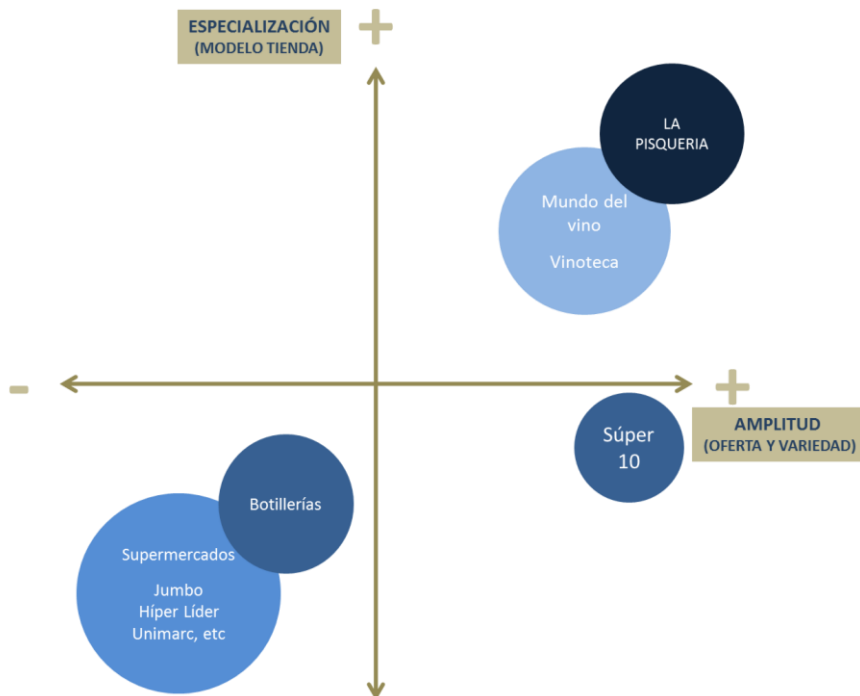 ESPECIALIZACIÓN
(MODELO TIENDA)
+
LA
PISQUERIA
Mundo del
vino
Vinoteca
-
+
AMPLITUD
(OFERTA Y VARIEDAD)
Súper
10
Botillerías
Supermercados
Jumbo
Híper Líder
Unimarc, etc